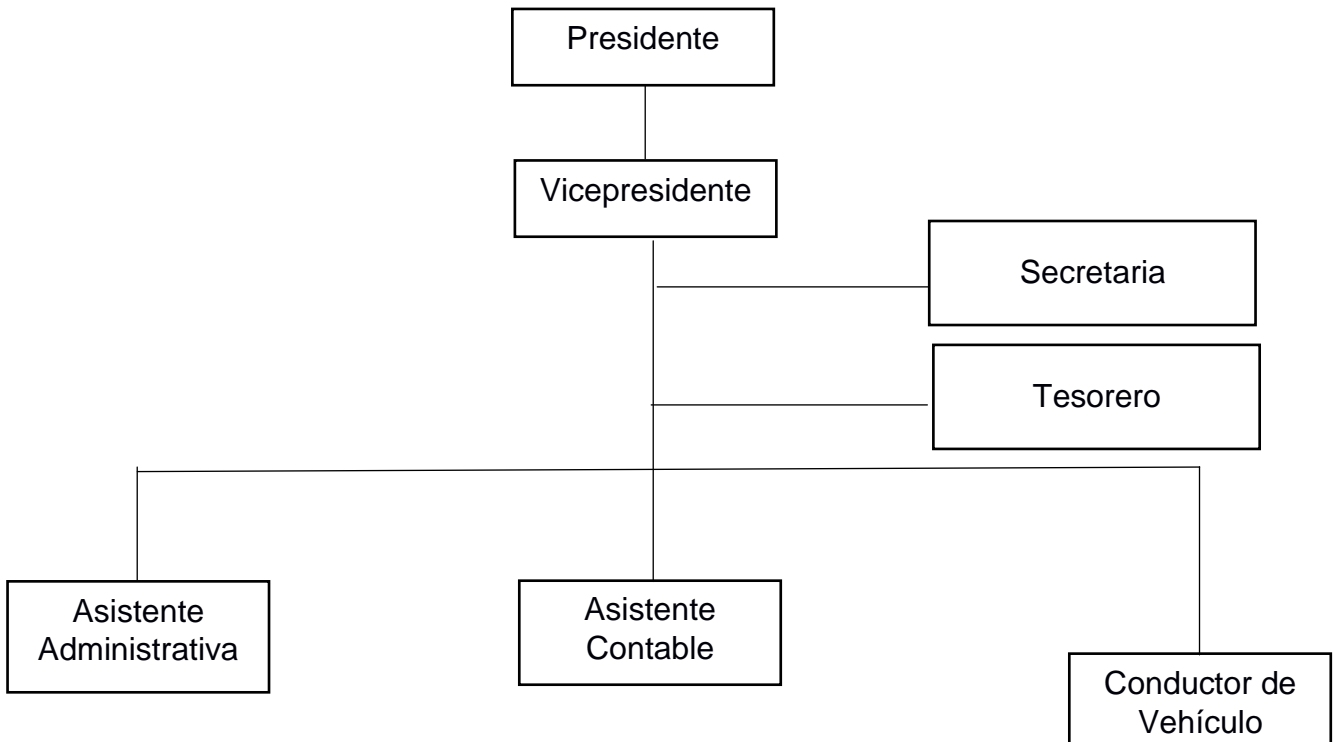 Presidente
Vicepresidente
Secretaria
Tesorero
Asistente
Administrativa
Asistente
Contable
Conductor de
Vehículo